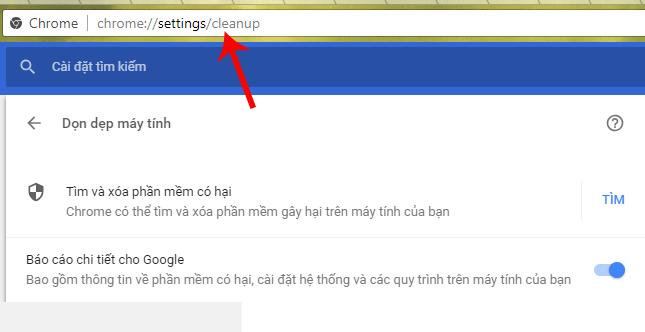 Chrome | chrome://settings/cleanup
Cài đặt tìm kiếm
Dọn dẹp máy tính
Tìm và xóa phần mềm có hại
Chrome có thể tìm và xóa phần mềm gây hại trên máy tính của bạn
TÌM
Báo cáo chi tiết cho Google
Bao gồm thông tin về phần mềm có hại, cài đặt hệ thống và các quy trình trên máy tính của bạn